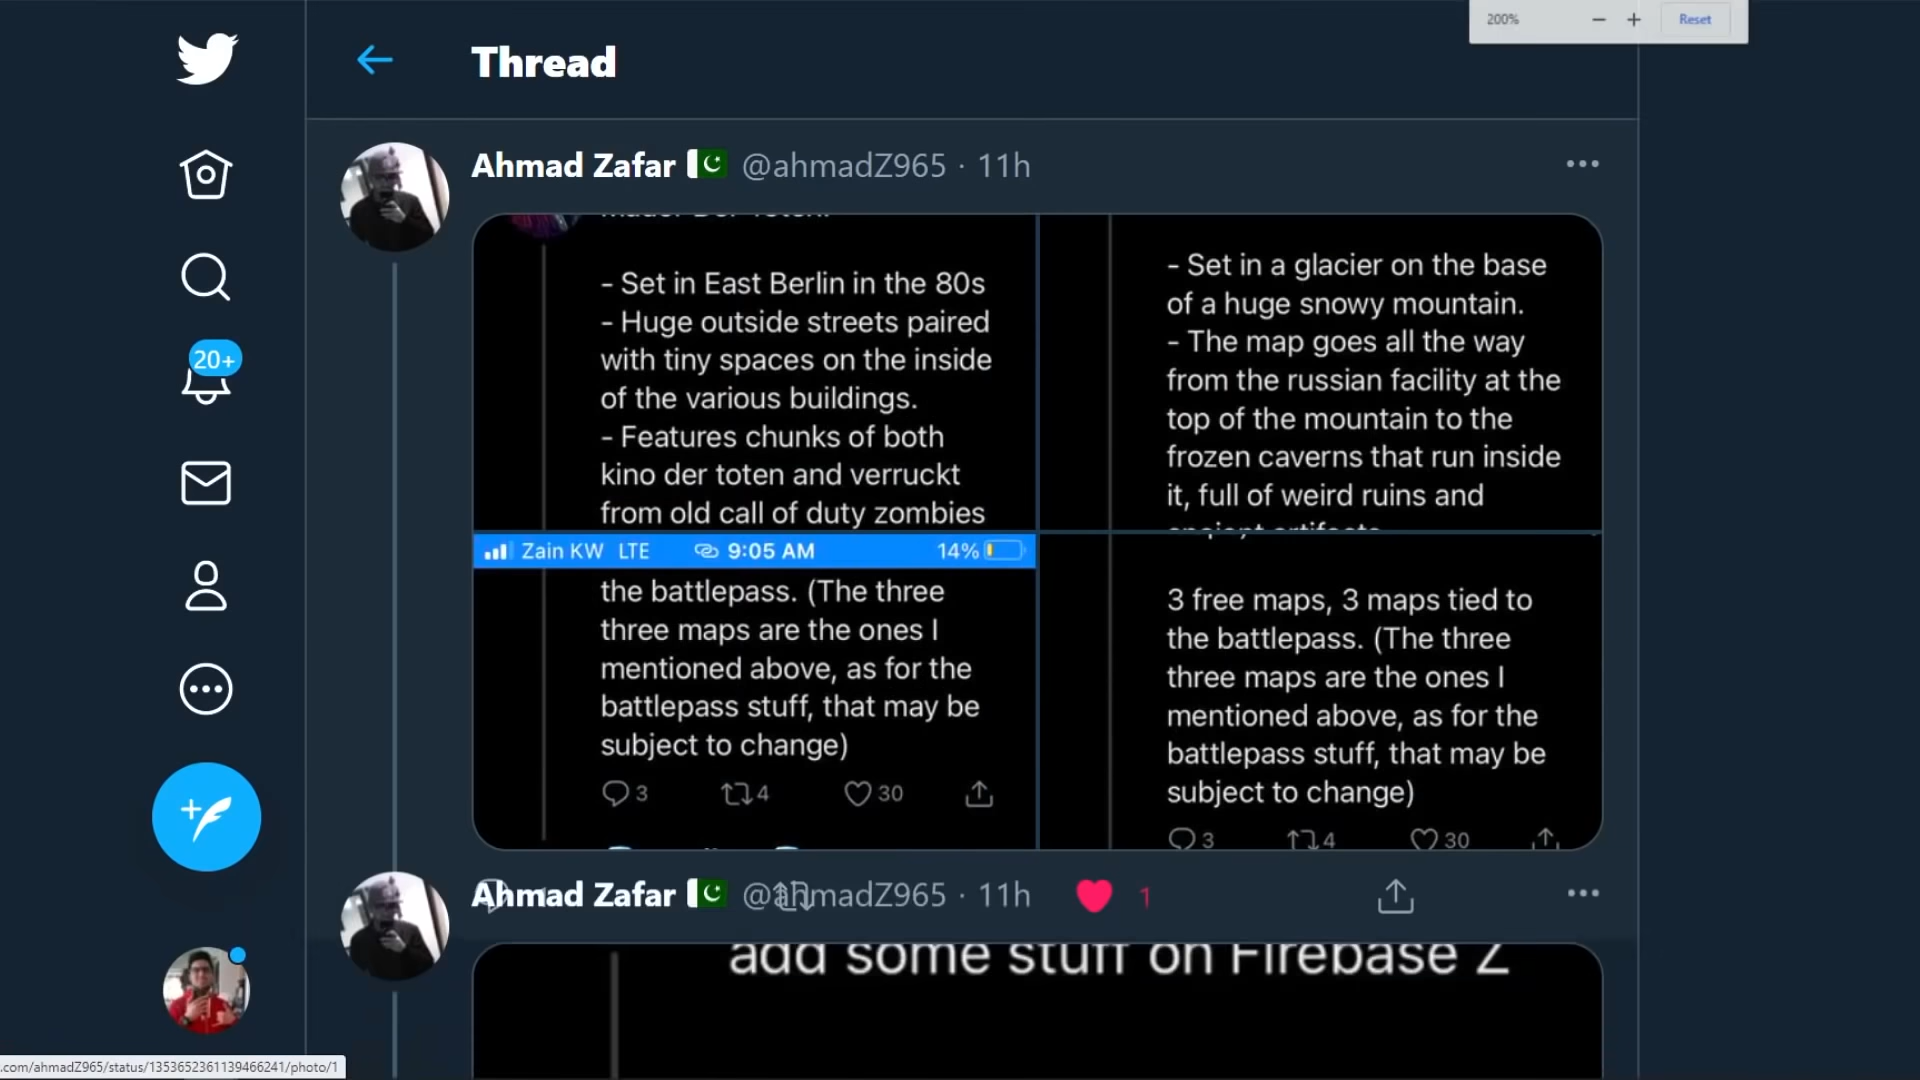 200%
Reset
Thread
Ahmad Zafar @ahmadZ965 · 11h
- Set in East Berlin in the 80s
- Huge outside streets paired
with tiny spaces on the inside
of the various buildings.
- Features chunks of both
kino der toten and verruckt
from old call of duty zombies
- Set in a glacier on the base
of a huge snowy mountain.
- The map goes all the way
from the russian facility at the
top of the mountain to the
frozen caverns that run inside
it, full of weird ruins and
Zain KW LTE 9:05 AM 14%
the battlepass. (The three
three maps are the ones I
mentioned above, as for the
battlepass stuff, that may be
subject to change)
3 4 30
3 free maps, 3 maps tied to
the battlepass. (The three
three maps are the ones I
mentioned above, as for the
battlepass stuff, that may be
subject to change)
3 4 30
20+
Ahmad Zafar @ahmadZ965 · 11h 1
add some stuff on Firebase Z
.com/ahmadZ965/status/1353652361139466241/photo/1